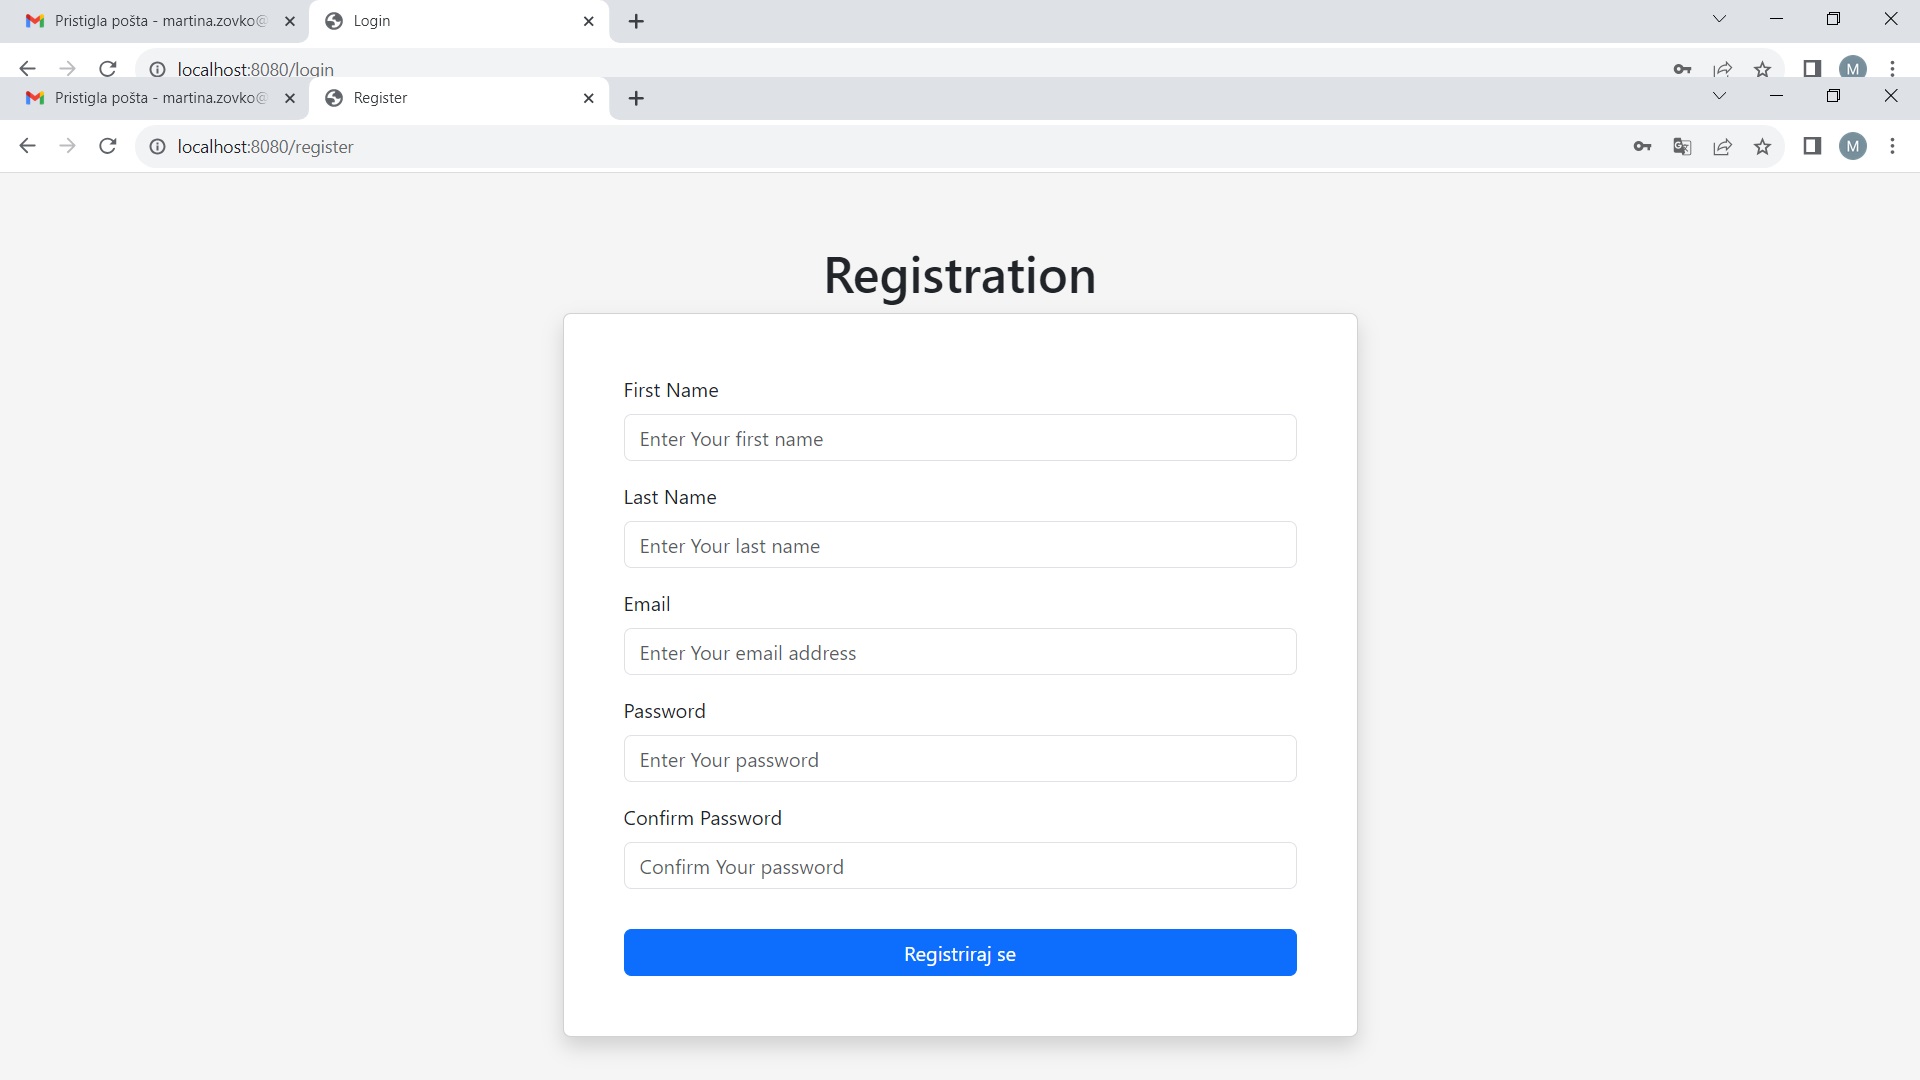 Pristigla pošta - martina.zovko@
Login
localhost:8080/login
M
Pristigla pošta - martina.zovko@
Register
localhost:8080/register
M
Registration
First Name
Enter Your first name
Last Name
Enter Your last name
Email
Enter Your email address
Password
Enter Your password
Confirm Password
Confirm Your password
Registriraj se